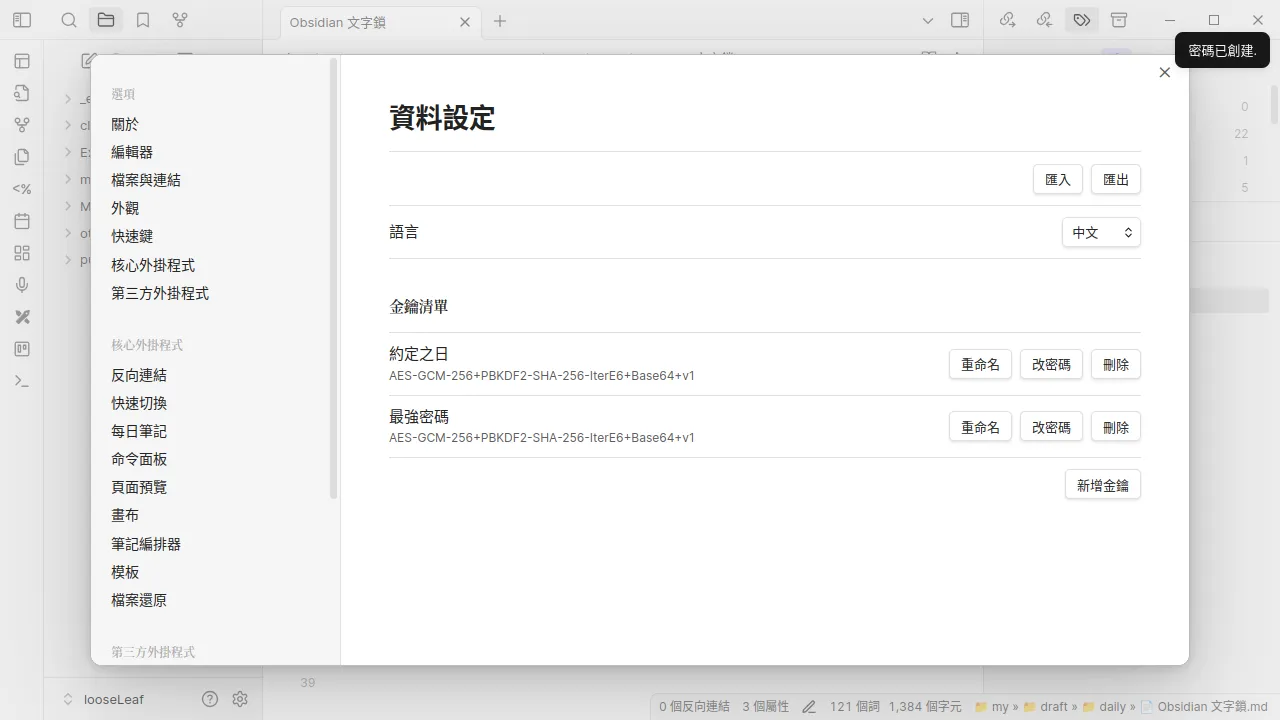 Obsidian 文字鎖
密碼已創建.
0
22
1
5
<%
選項
關於
編輯器
檔案與連結
外觀
快速鍵
核心外掛程式
第三方外掛程式
核心外掛程式
反向連結
快速切換
每日筆記
命令面板
頁面預覽
畫布
筆記編排器
模板
檔案還原
第三方外掛程式
資料設定
匯入 匯出
語言 中文
金鑰清單
約定之日
AES-GCM-256+PBKDF2-SHA-256-IterE6+Base64+v1
重命名 改密碼 刪除
最強密碼
AES-GCM-256+PBKDF2-SHA-256-IterE6+Base64+v1
重命名 改密碼 刪除
新增金鑰
39
looseLeaf
0 個反向連結 3 個屬性 121 個詞 1,384 個字元 my » draft » daily » Obsidian 文字鎖.md